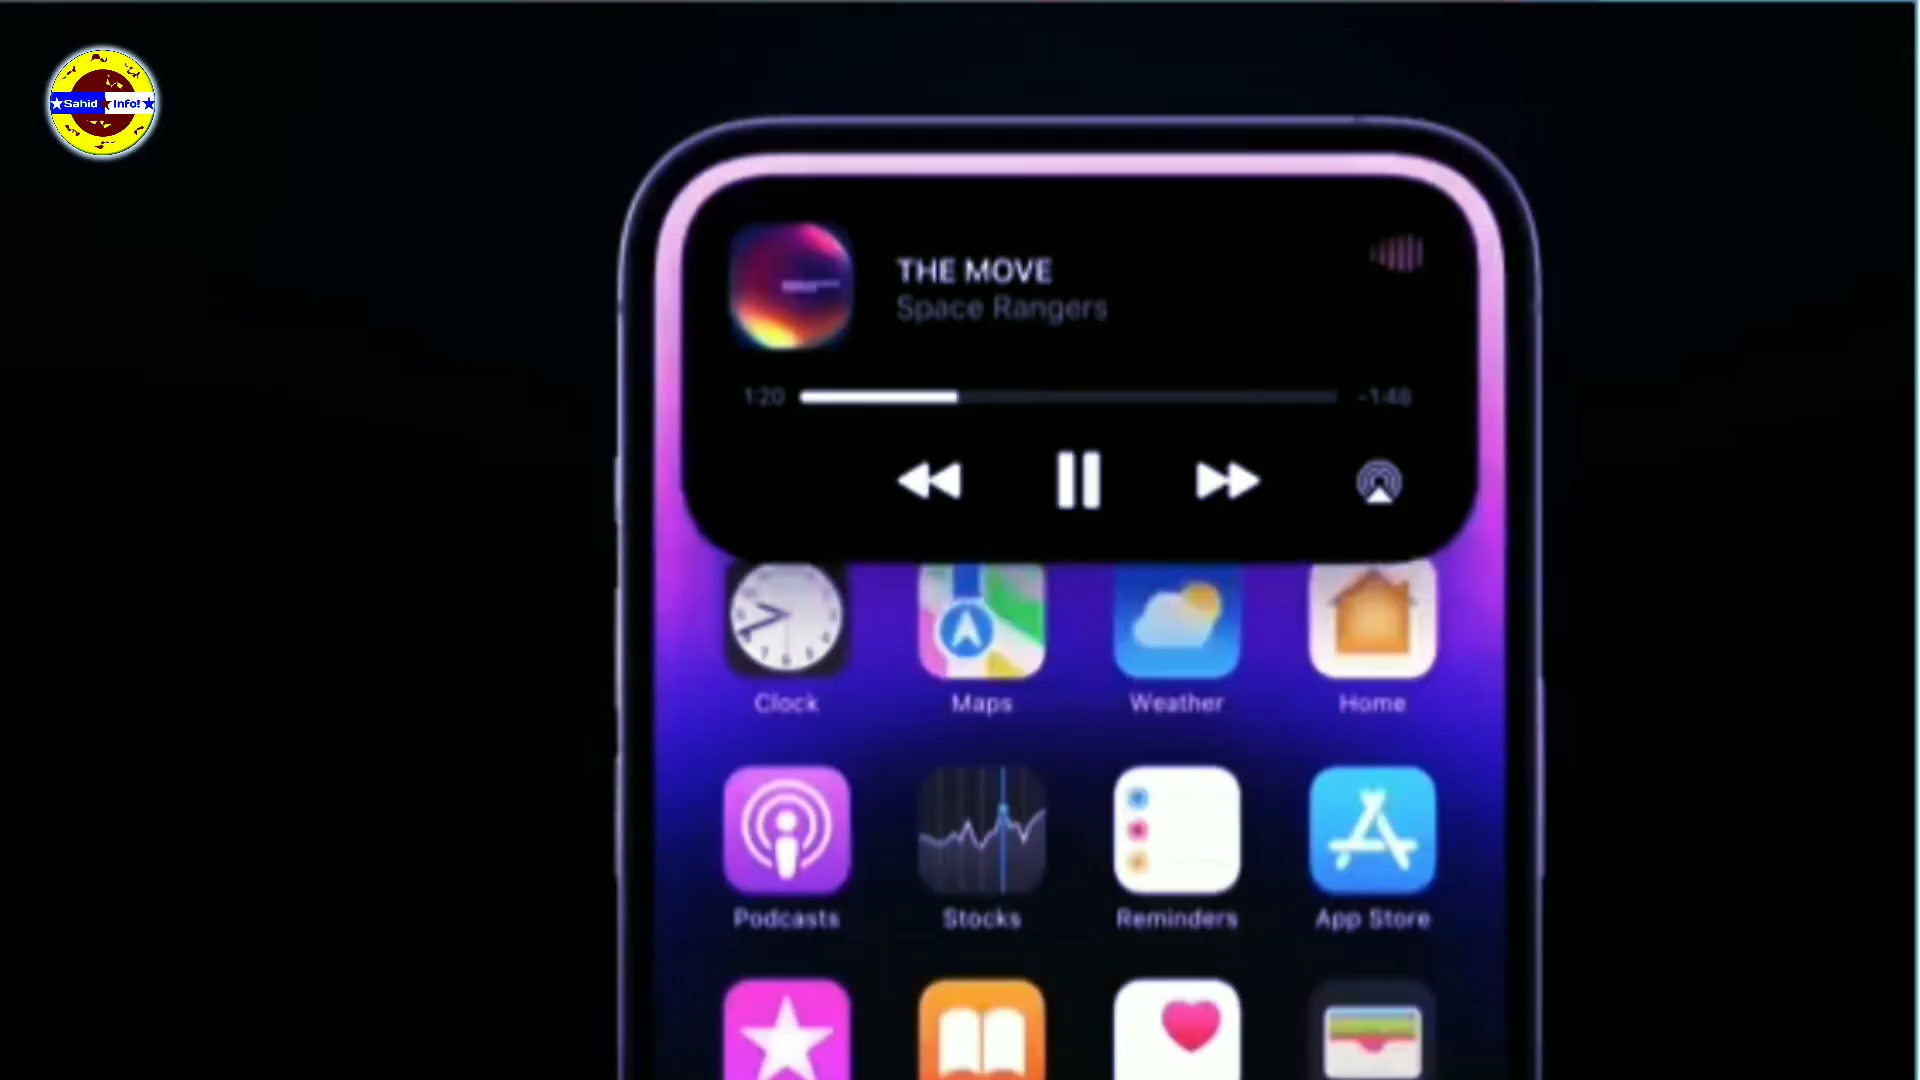 Sahid Info!
THE MOVE
Space Rangers
1:20
-1:48
Clock Maps Weather Home
Podcasts Stocks Reminders App Store